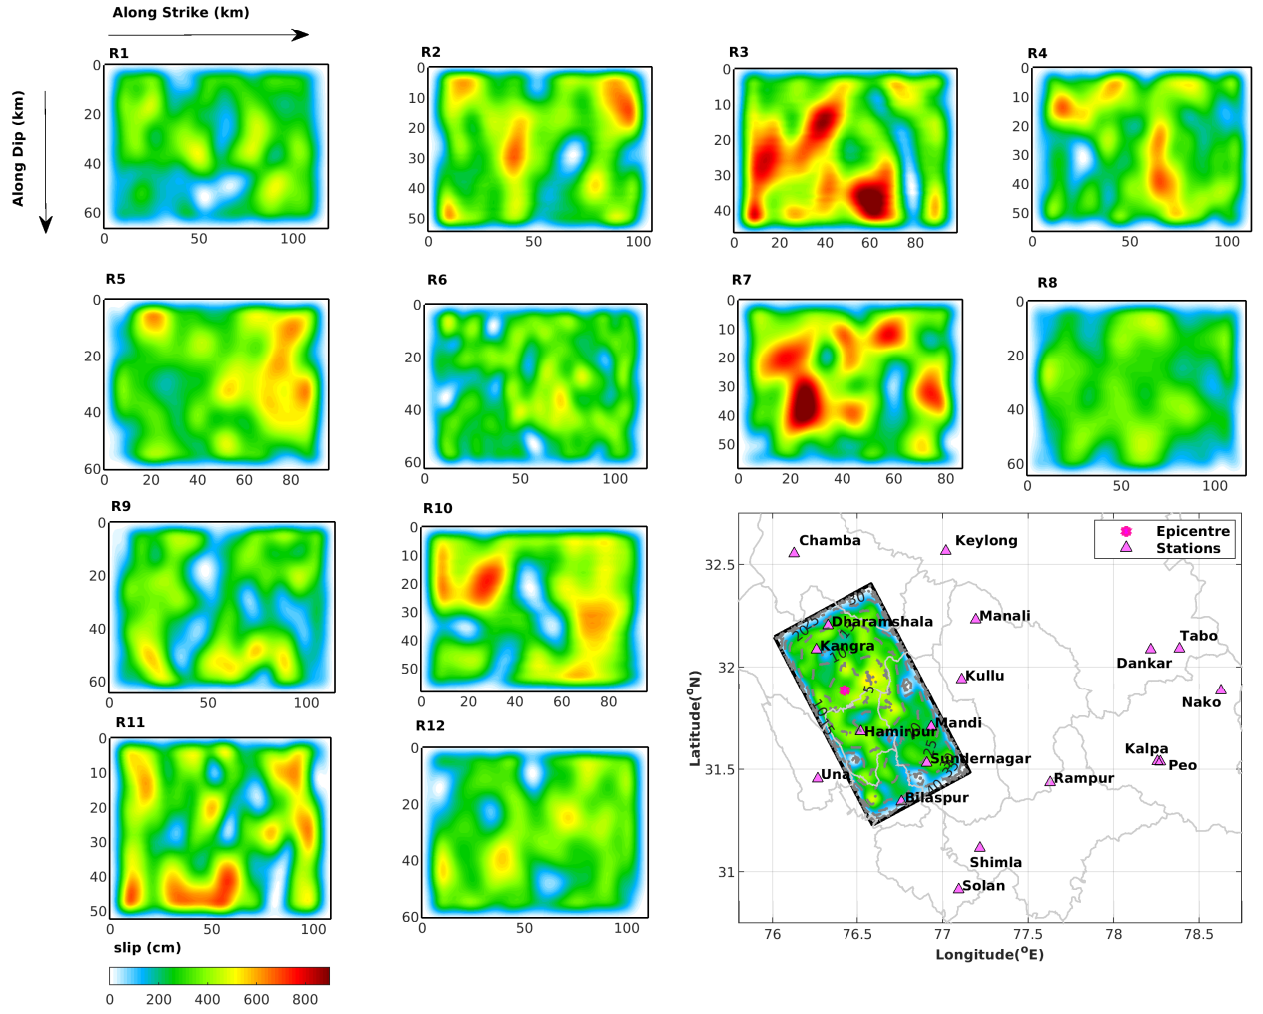 Along Strike (km)
Along Dip (km)
R1
0
20
40
60
0 50 100
R2
0
10
20
30
40
50
0 50 100
R3
0
10
20
30
40
0 20 40 60 80
R4
0
10
20
30
40
50
0 50 100
R5
0
20
40
60
0 20 40 60 80
R6
0
20
40
60
0 50 100
R7
0
10
20
30
40
50
0 20 40 60 80
R8
0
20
40
60
0 50 100
R9
0
20
40
60
0 50 100
R10
0
10
20
30
40
50
0 20 40 60 80
R11
0
10
20
30
40
50
0 50 100
R12
0
20
40
60
0 50 100
slip (cm)
0 200 400 600 800
Epicentre
Stations
Chamba
Keylong
Manali
Dharamshala
Kangra
Kullu
Tabo
Dankar
Nako
Mandi
Hamirpur
Sundernagar
Una
Bilaspur
Kalpa
Peo
Rampur
Shimla
Solan
32.5
32
31.5
31
76 76.5 77 77.5 78 78.5
Latitude(°N)
Longitude(°E)